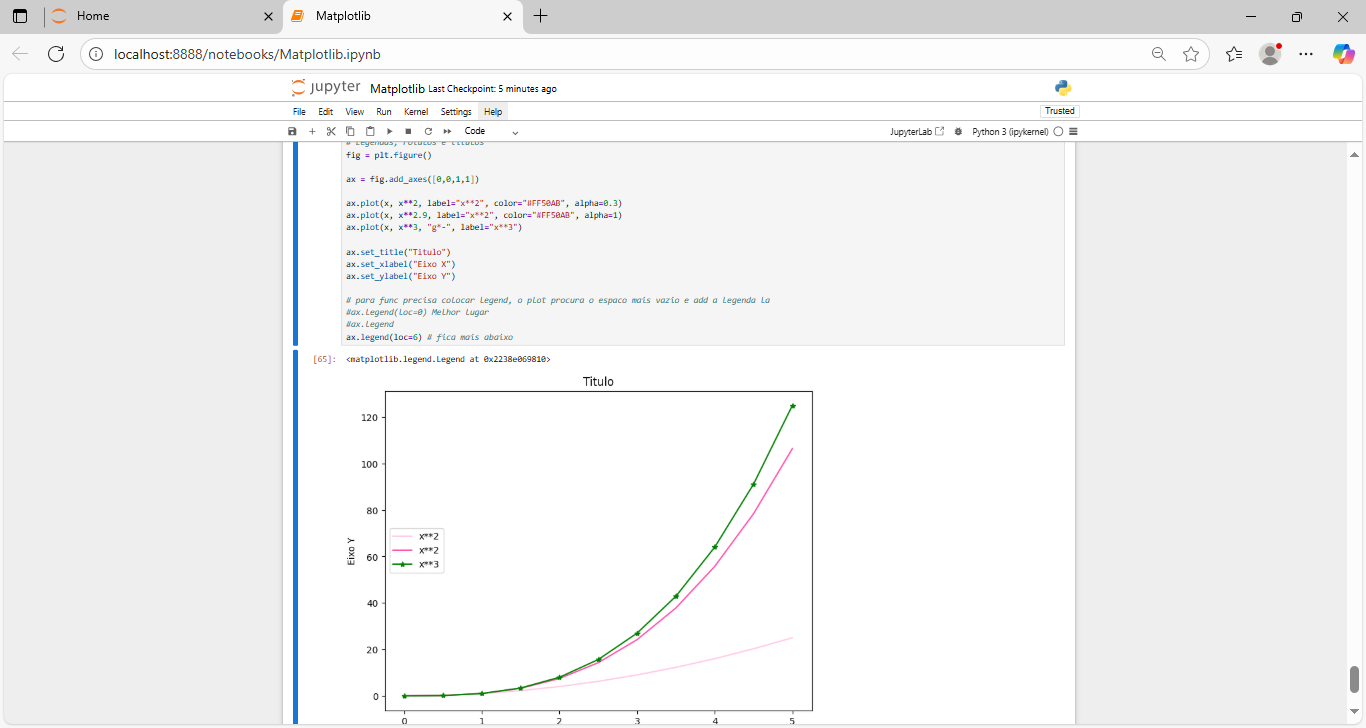 Home
Matplotlib
localhost:8888/notebooks/Matplotlib.ipynb
jupyter Matplotlib Last Checkpoint: 5 minutes ago
File Edit View Run Kernel Settings Help
Trusted
Code
JupyterLab Python 3 (ipykernel)
# Legendas, rotulos e titulos
fig = plt.figure()
ax = fig.add_axes([0,0,1,1])
ax.plot(x, x**2, label="x**2", color="#FF50AB", alpha=0.3)
ax.plot(x, x**2.9, label="x**2", color="#FF50AB", alpha=1)
ax.plot(x, x**3, "g*-", label="x**3")
ax.set_title("Titulo")
ax.set_xlabel("Eixo X")
ax.set_ylabel("Eixo Y")
# para func precisa colocar legend, o plot procura o espaco mais vazio e add a legenda la
#ax.legend(loc=0) Melhor lugar
#ax.legend
ax.legend(loc=6) # fica mais abaixo
[65]: <matplotlib.legend.Legend at 0x2238e069810>
Titulo
120
100
80
60
40
20
0
Eixo Y
x**2
x**2
x**3
0 1 2 3 4 5